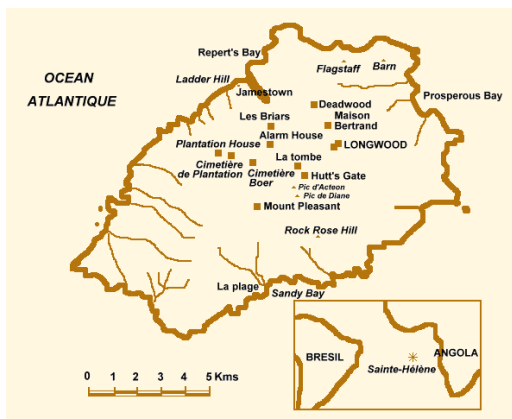 Repert's Bay
OCEAN
ATLANTIQUE
Ladder Hill
Jamestown
Flagstaff
Barn
Prosperous Bay
Deadwood
Les Briars
Maison
Bertrand
Alarm House
Plantation House
LONGWOOD
La tombe
Cimetière
de Plantation
Cimetière
Boer
Hutt's Gate
Pic d'Acteon
Pic de Diane
Mount Pleasant
Rock Rose Hill
La plage
Sandy Bay
BRESIL
ANGOLA
Sainte-Hélène
0 1 2 3 4 5 Kms